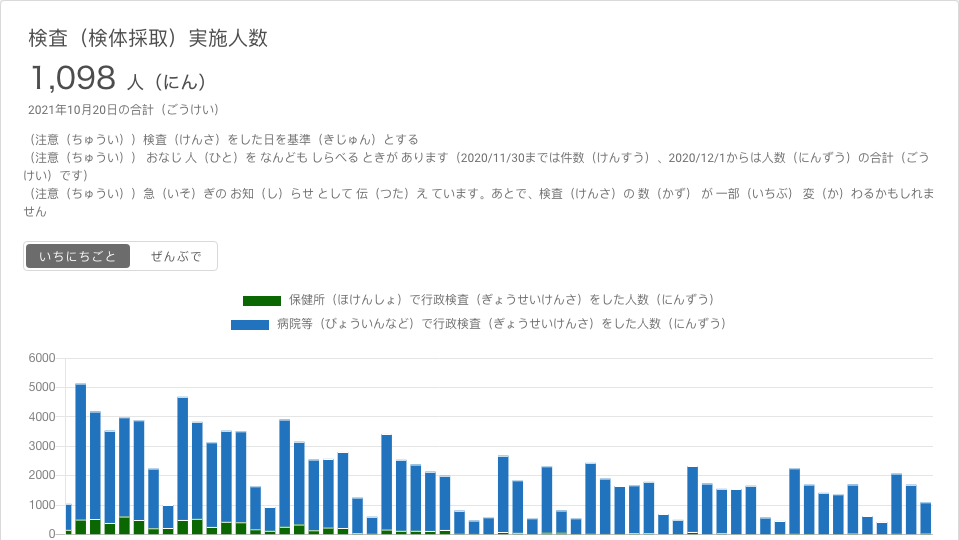 検査（検体採取）実施人数
1,098 人（にん）
2021年10月20日の合計（ごうけい）
（注意（ちゅうい））検査（けんさ）をした日を基準（きじゅん）とする
（注意（ちゅうい）） おなじ 人（ひと）を なんども しらべる ときが あります（2020/11/30までは件数（けんすう）、2020/12/1からは人数（にんずう）の合計（ごう
けい）です）
（注意（ちゅうい））急（いそ）ぎの お知（し）らせ として 伝（つた）え ています。あとで、検査（けんさ）の 数（かず） が 一部（いちぶ） 変（か）わるかもしれま
せん
いちにちごと ぜんぶで
保健所（ほけんしょ）で行政検査（ぎょうせいけんさ）をした人数（にんずう）
病院等（びょういんなど）で行政検査（ぎょうせいけんさ）をした人数（にんずう）
6000
5000
4000
3000
2000
1000
0